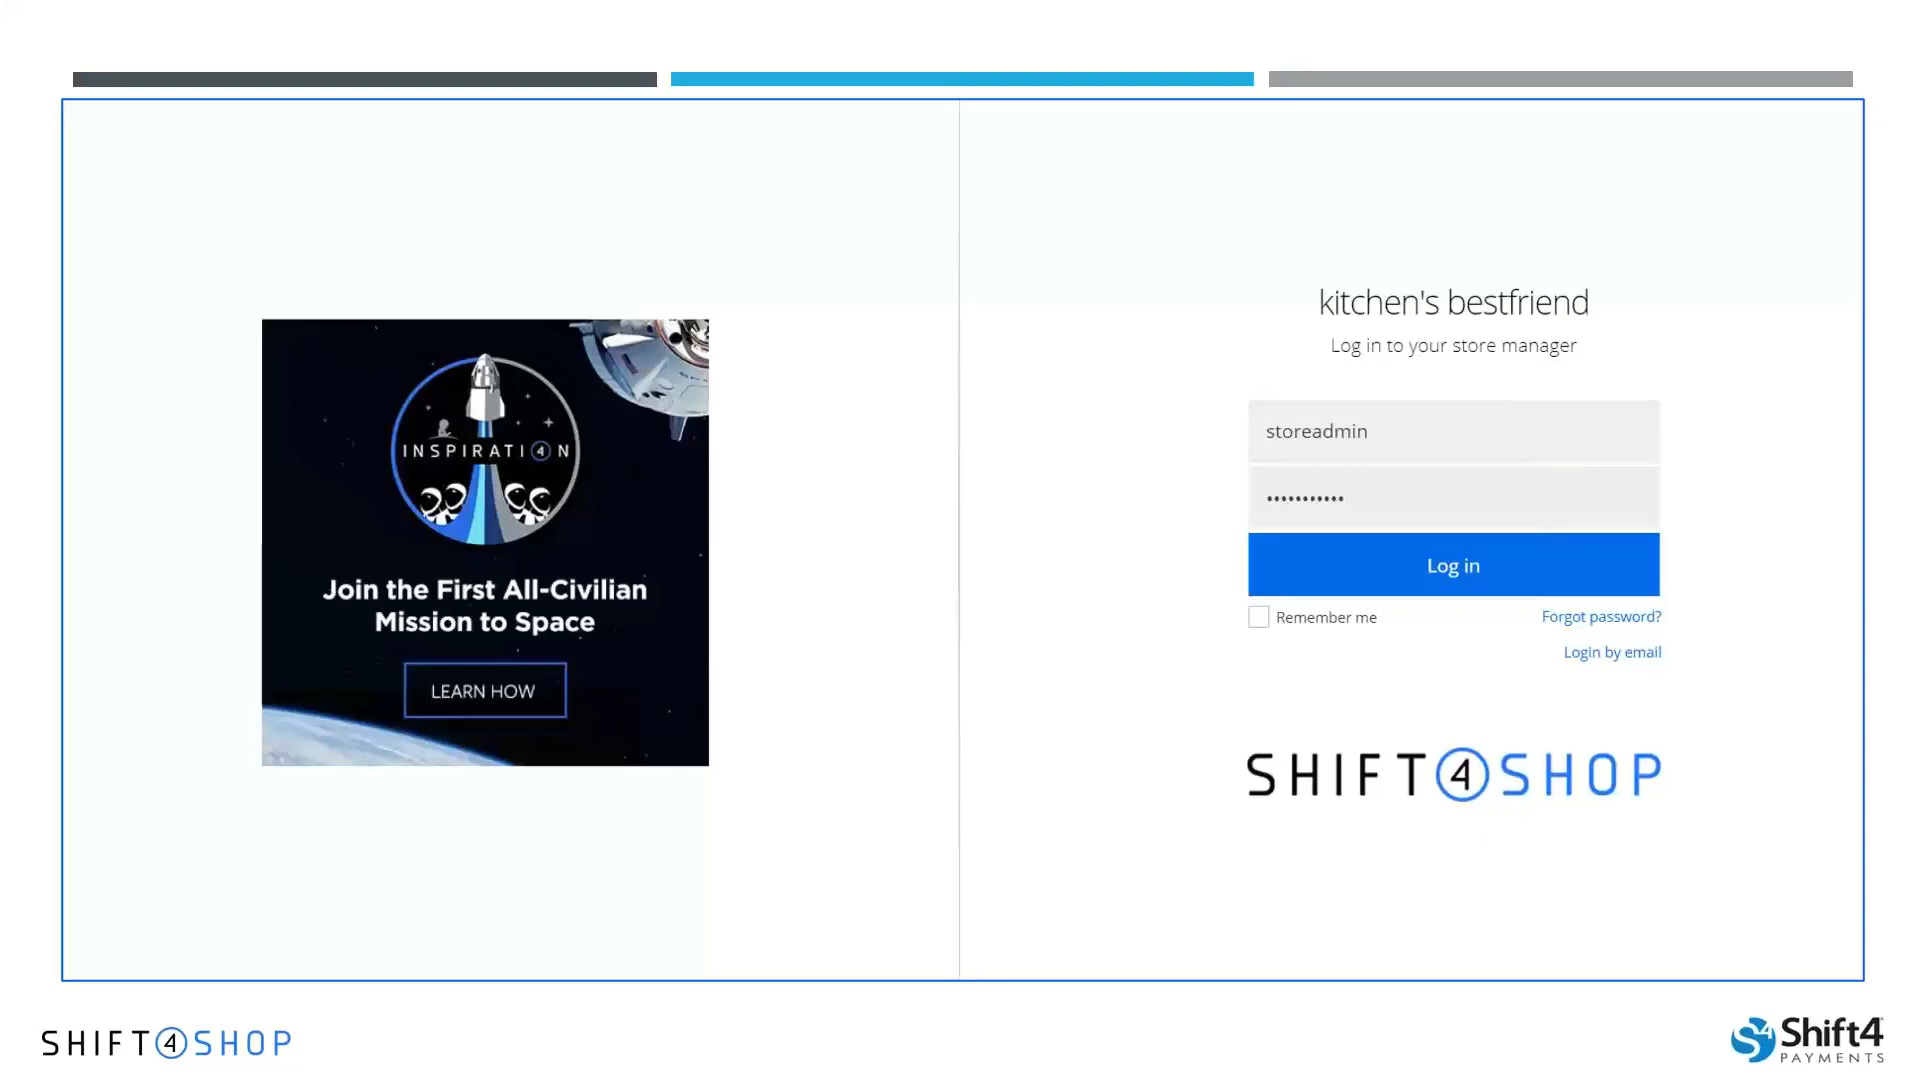 INSPIRATI4N
Join the First All-Civilian
Mission to Space
LEARN HOW
kitchen's bestfriend
Log in to your store manager
storeadmin
•••••••••••
Log in
Remember me
Forgot password?
Login by email
SHIFT4SHOP
SHIFT4SHOP
S4 Shift4
PAYMENTS